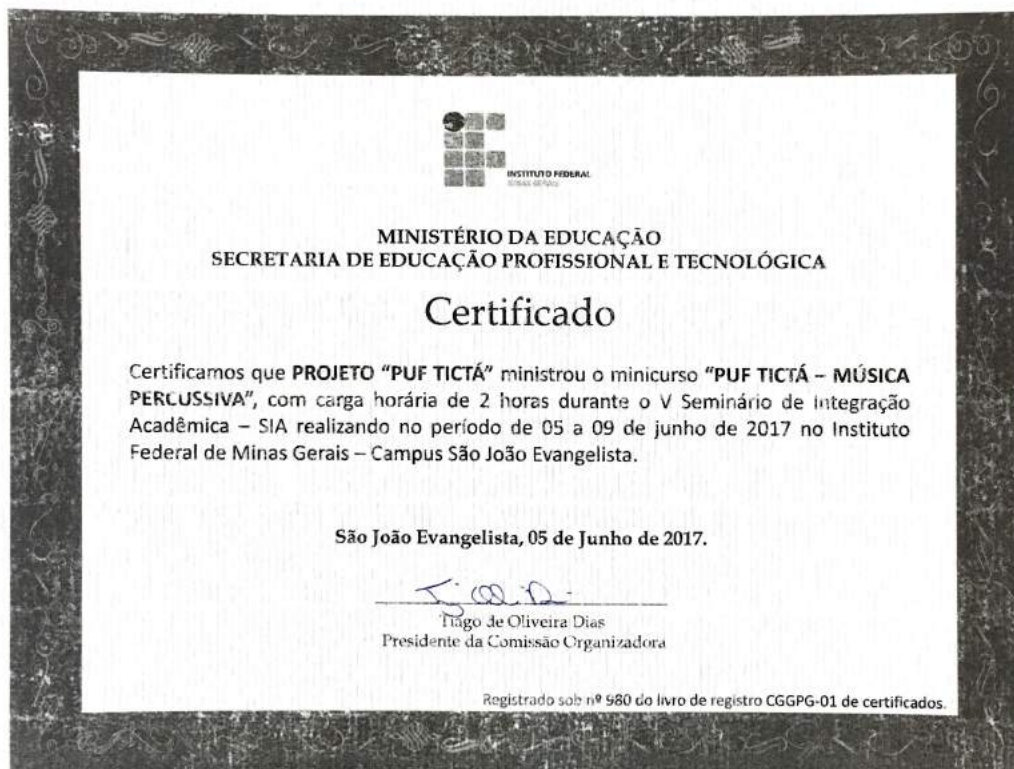 INSTITUTO FEDERAL
MINAS GERAIS
MINISTÉRIO DA EDUCAÇÃO
SECRETARIA DE EDUCAÇÃO PROFISSIONAL E TECNOLÓGICA
Certificado
Certificamos que PROJETO “PUF TICTÁ” ministrou o minicurso “PUF TICTÁ – MÚSICA
PERCUSSIVA”, com carga horária de 2 horas durante o V Seminário de Integração
Acadêmica – SIA realizando no período de 05 a 09 de junho de 2017 no Instituto
Federal de Minas Gerais – Campus São João Evangelista.
São João Evangelista, 05 de Junho de 2017.
Tiago de Oliveira Dias
Presidente da Comissão Organizadora
Registrado sob nº 980 do livro de registro CGGPG-01 de certificados.